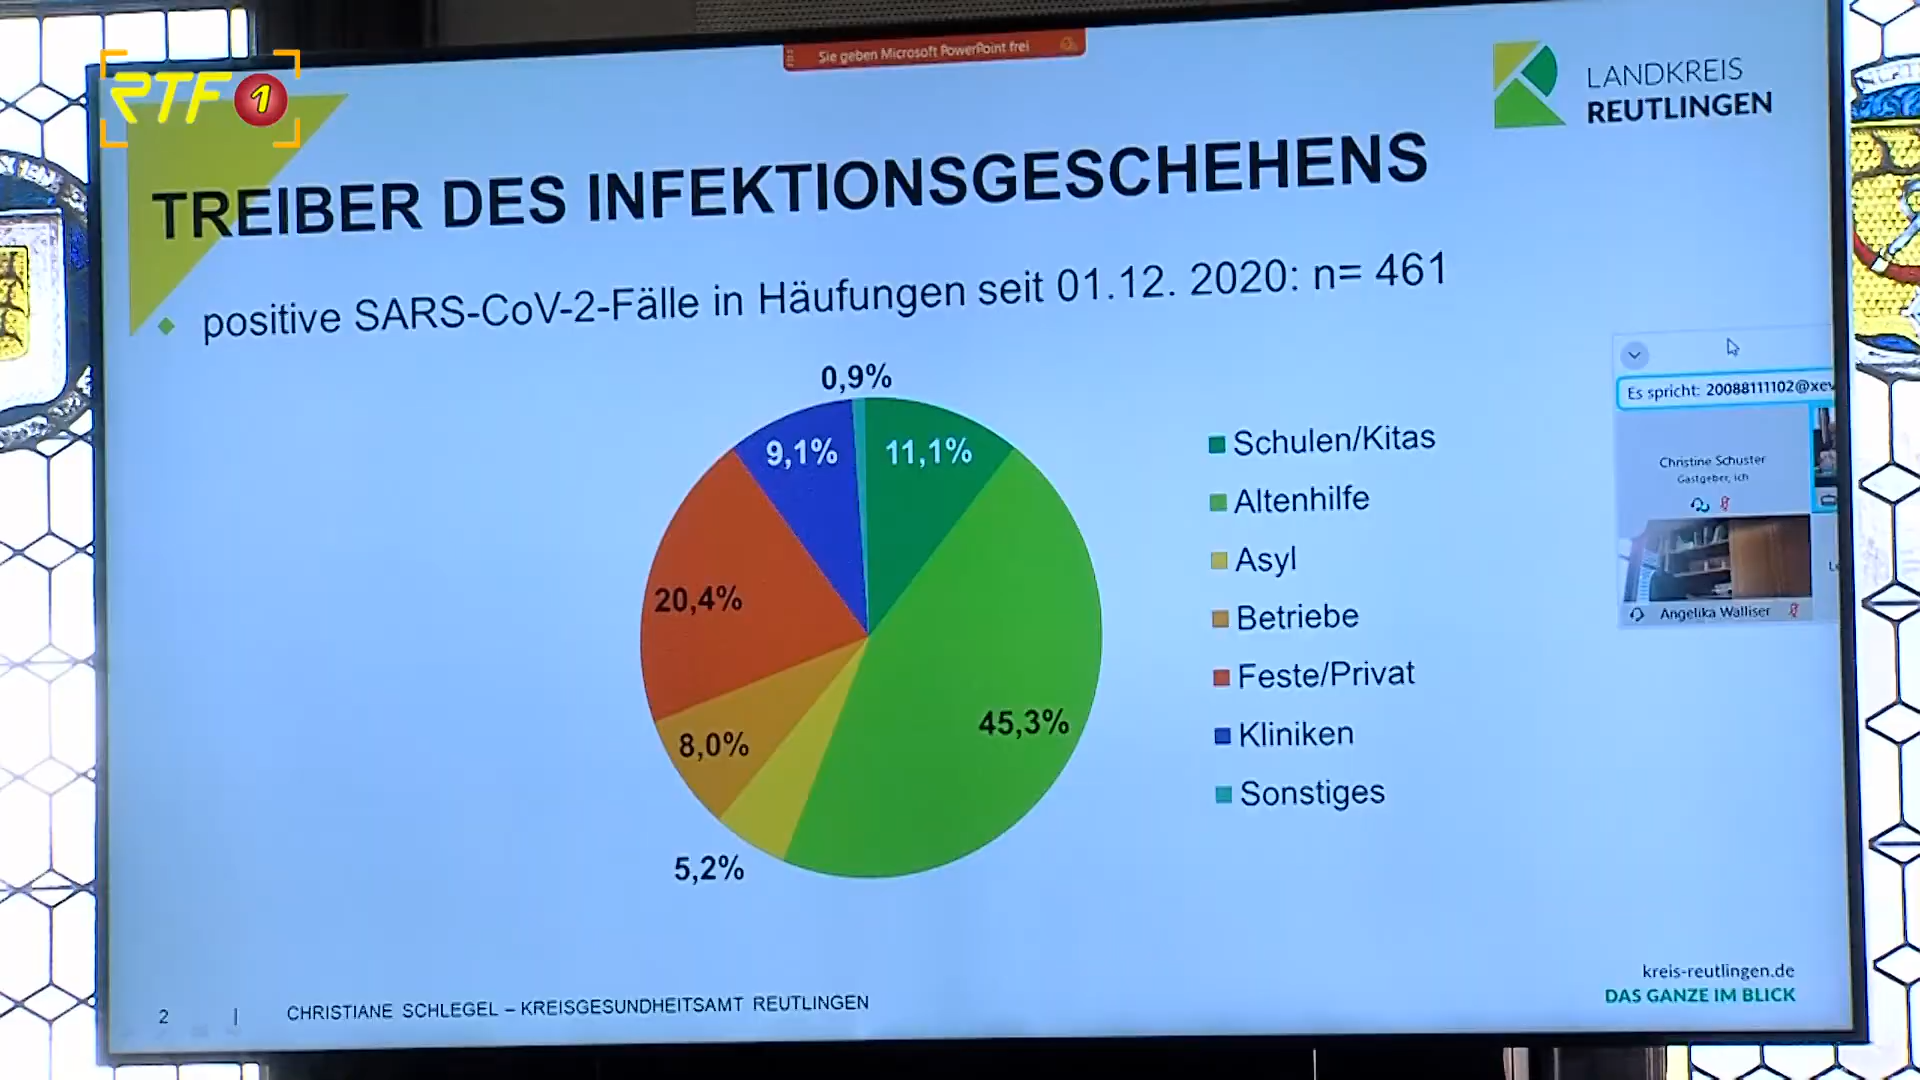 RTF 1
Sie geben Microsoft PowerPoint frei
LANDKREIS
REUTLINGEN
TREIBER DES INFEKTIONSGESCHEHENS
positive SARS-CoV-2-Fälle in Häufungen seit 01.12. 2020: n= 461
0,9%
9,1%
11,1%
20,4%
45,3%
8,0%
5,2%
Schulen/Kitas
Altenhilfe
Asyl
Betriebe
Feste/Privat
Kliniken
Sonstiges
Es spricht: 20088111102@xev
Christine Schuster
Gastgeber, ich
Angelika Walliser
kreis-reutlingen.de
DAS GANZE IM BLICK
2 | CHRISTIANE SCHLEGEL – KREISGESUNDHEITSAMT REUTLINGEN